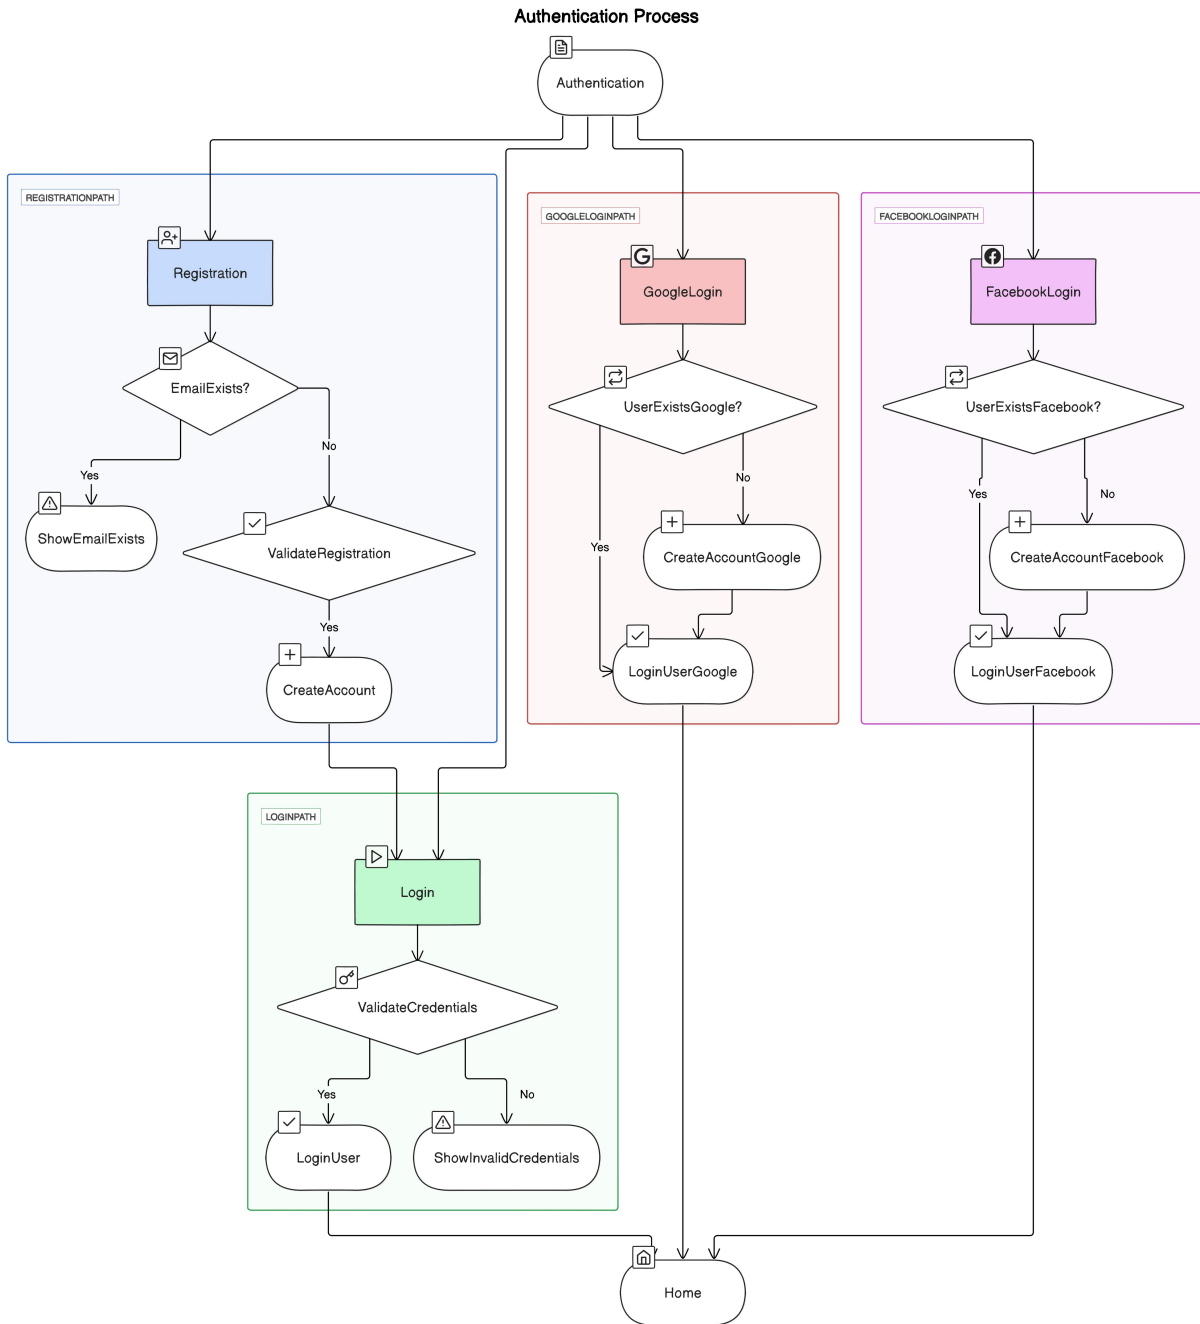 Authentication Process
Authentication
REGISTRATIONPATH
Registration
EmailExists?
Yes
No
ShowEmailExists
ValidateRegistration
Yes
CreateAccount
GOOGLELOGINPATH
G
GoogleLogin
UserExistsGoogle?
No
Yes
CreateAccountGoogle
LoginUserGoogle
FACEBOOKLOGINPATH
FacebookLogin
UserExistsFacebook?
Yes
No
CreateAccountFacebook
LoginUserFacebook
LOGINPATH
Login
ValidateCredentials
Yes
No
LoginUser
ShowInvalidCredentials
Home